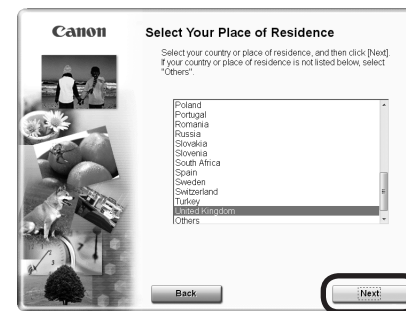 Canon
Select Your Place of Residence
Select your country or place of residence, and then click [Next].
If your country or place of residence is not listed below, select
"Others".
Poland
Portugal
Romania
Russia
Slovakia
Slovenia
South Africa
Spain
Sweden
Switzerland
Turkey
United Kingdom
Others
Back
Next